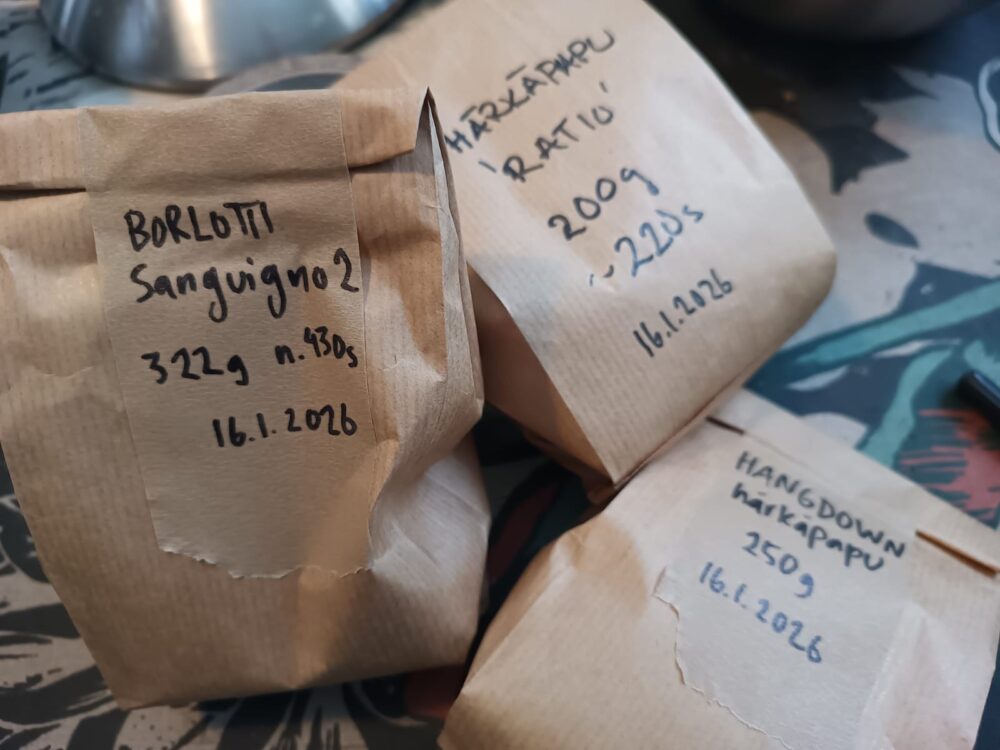 BORLOTTI
Sanguigno 2
322g n. 430s
16.1.2026
HÄRKÄPAPU
'RATIO'
200g
~220s
16.1.2026
HANGDOWN
härkäpapu
250g
16.1.2026